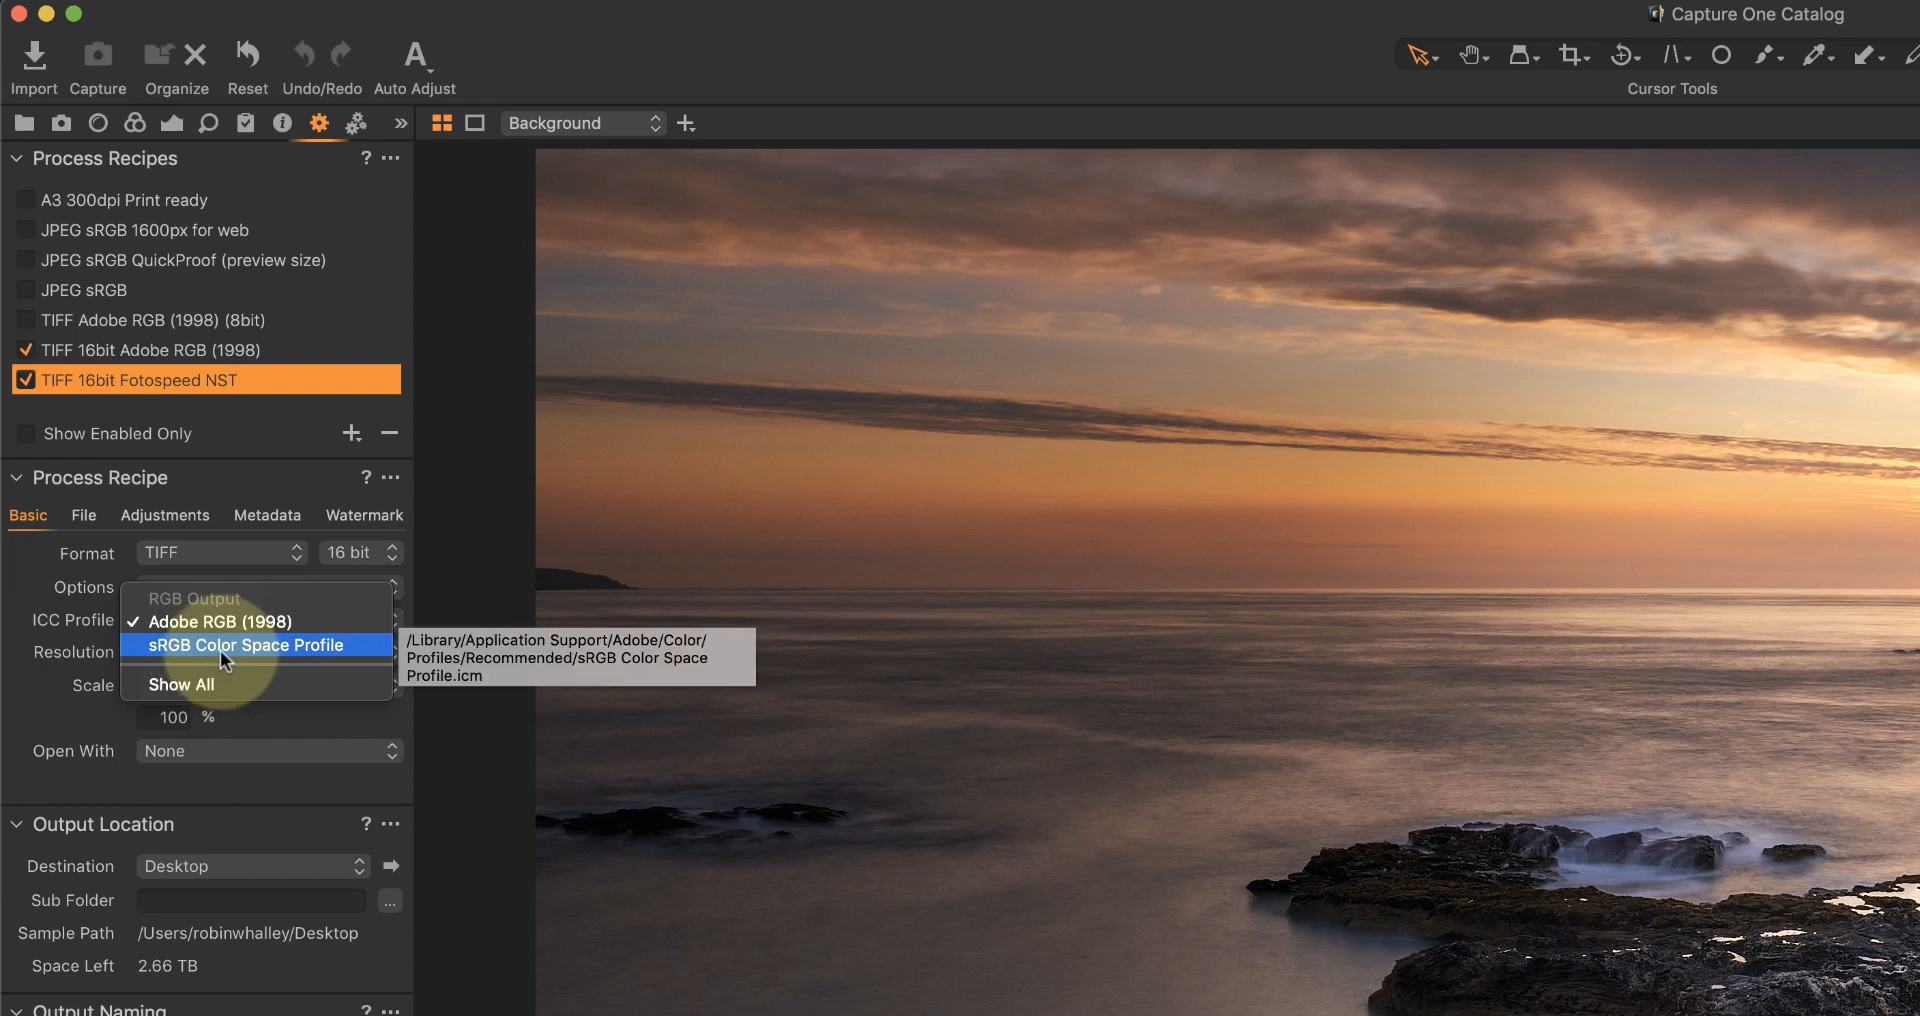 Capture One Catalog
Import Capture Organize Reset Undo/Redo Auto Adjust
A
Cursor Tools
Background
Process Recipes ? ...
A3 300dpi Print ready
JPEG sRGB 1600px for web
JPEG sRGB QuickProof (preview size)
JPEG sRGB
TIFF Adobe RGB (1998) (8bit)
TIFF 16bit Adobe RGB (1998)
TIFF 16bit Fotospeed NST
Show Enabled Only
Process Recipe ? ...
Basic File Adjustments Metadata Watermark
Format TIFF 16 bit
Options
RGB Output
ICC Profile Adobe RGB (1998)
sRGB Color Space Profile
/Library/Application Support/Adobe/Color/
Profiles/Recommended/sRGB Color Space
Profile.icm
Resolution
Scale Show All
100 %
Open With None
Output Location ? ...
Destination Desktop
Sub Folder ...
Sample Path /Users/robinwhalley/Desktop
Space Left 2.66 TB
Output Naming ? ...